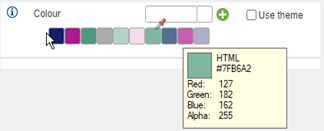 Colour
Use theme
HTML
#7FB6A2
Red: 127
Green: 182
Blue: 162
Alpha: 255